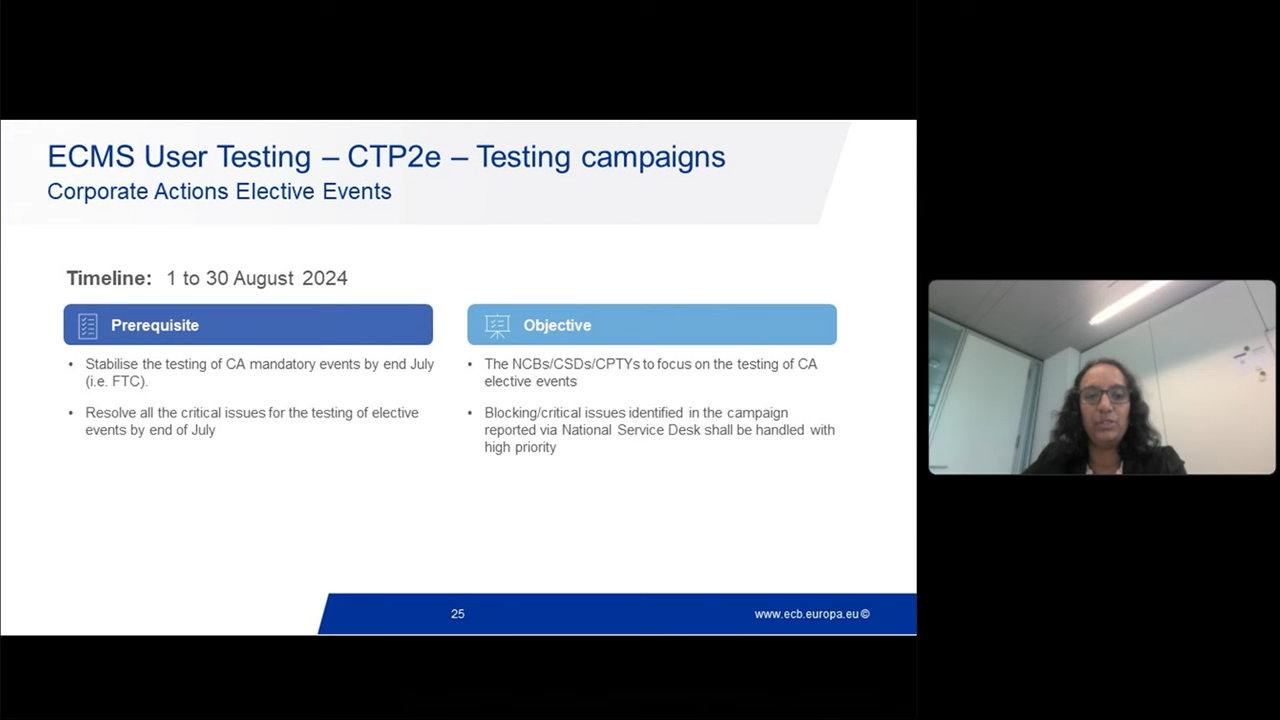 ECMS User Testing – CTP2e – Testing campaigns
Corporate Actions Elective Events
Timeline: 1 to 30 August 2024
Prerequisite
• Stabilise the testing of CA mandatory events by end July
(i.e. FTC).
• Resolve all the critical issues for the testing of elective
events by end of July
Objective
• The NCBs/CSDs/CPTYs to focus on the testing of CA
elective events
• Blocking/critical issues identified in the campaign
reported via National Service Desk shall be handled with
high priority
25
www.ecb.europa.eu ©